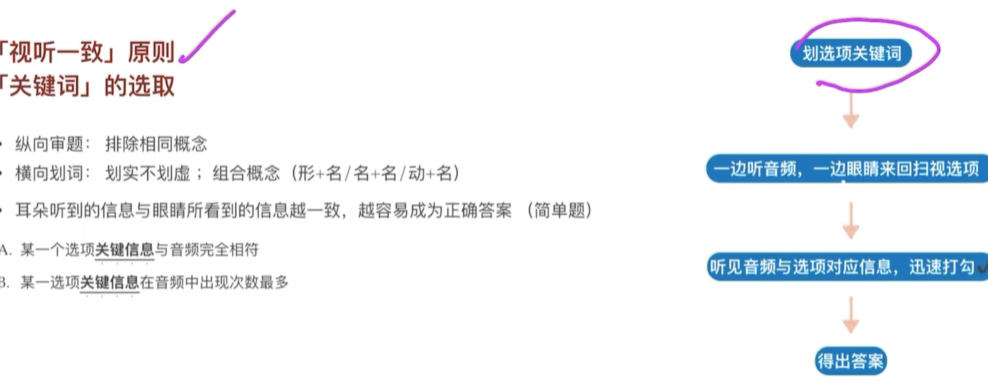 「视听一致」原则
「关键词」的选取
• 纵向审题： 排除相同概念
• 横向划词： 划实不划虚 ；组合概念（形+名/名+名/动+名）
• 耳朵听到的信息与眼睛所看到的信息越一致，越容易成为正确答案 （简单题）
A. 某一个选项关键信息与音频完全相符
B. 某一选项关键信息在音频中出现次数最多
划选项关键词
一边听音频，一边眼睛来回扫视选项
听见音频与选项对应信息，迅速打勾✓
得出答案